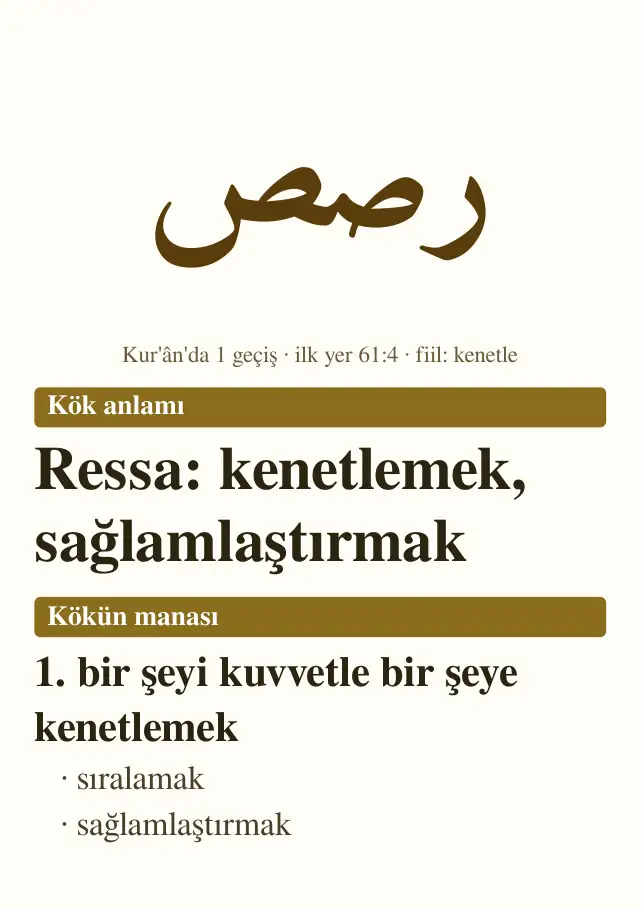 رصص
Kur'ân'da 1 geçiş · ilk yer 61:4 · fiil: kenetle
Kök anlamı
Ressa: kenetlemek,
sağlamlaştırmak
Kökün manası
1. bir şeyi kuvvetle bir şeye
kenetlemek
· sıralamak
· sağlamlaştırmak